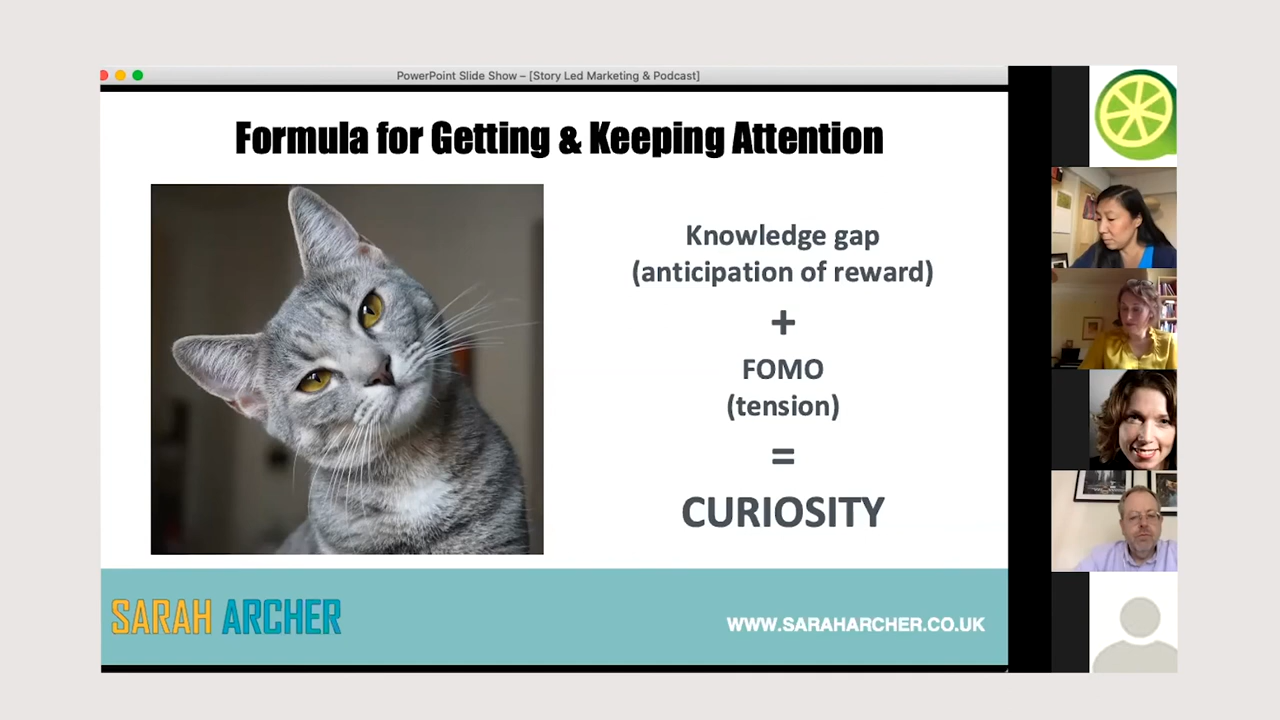 PowerPoint Slide Show – [Story Led Marketing & Podcast]
Formula for Getting & Keeping Attention
Knowledge gap
(anticipation of reward)
+
FOMO
(tension)
=
CURIOSITY
SARAH ARCHER
WWW.SARAHARCHER.CO.UK